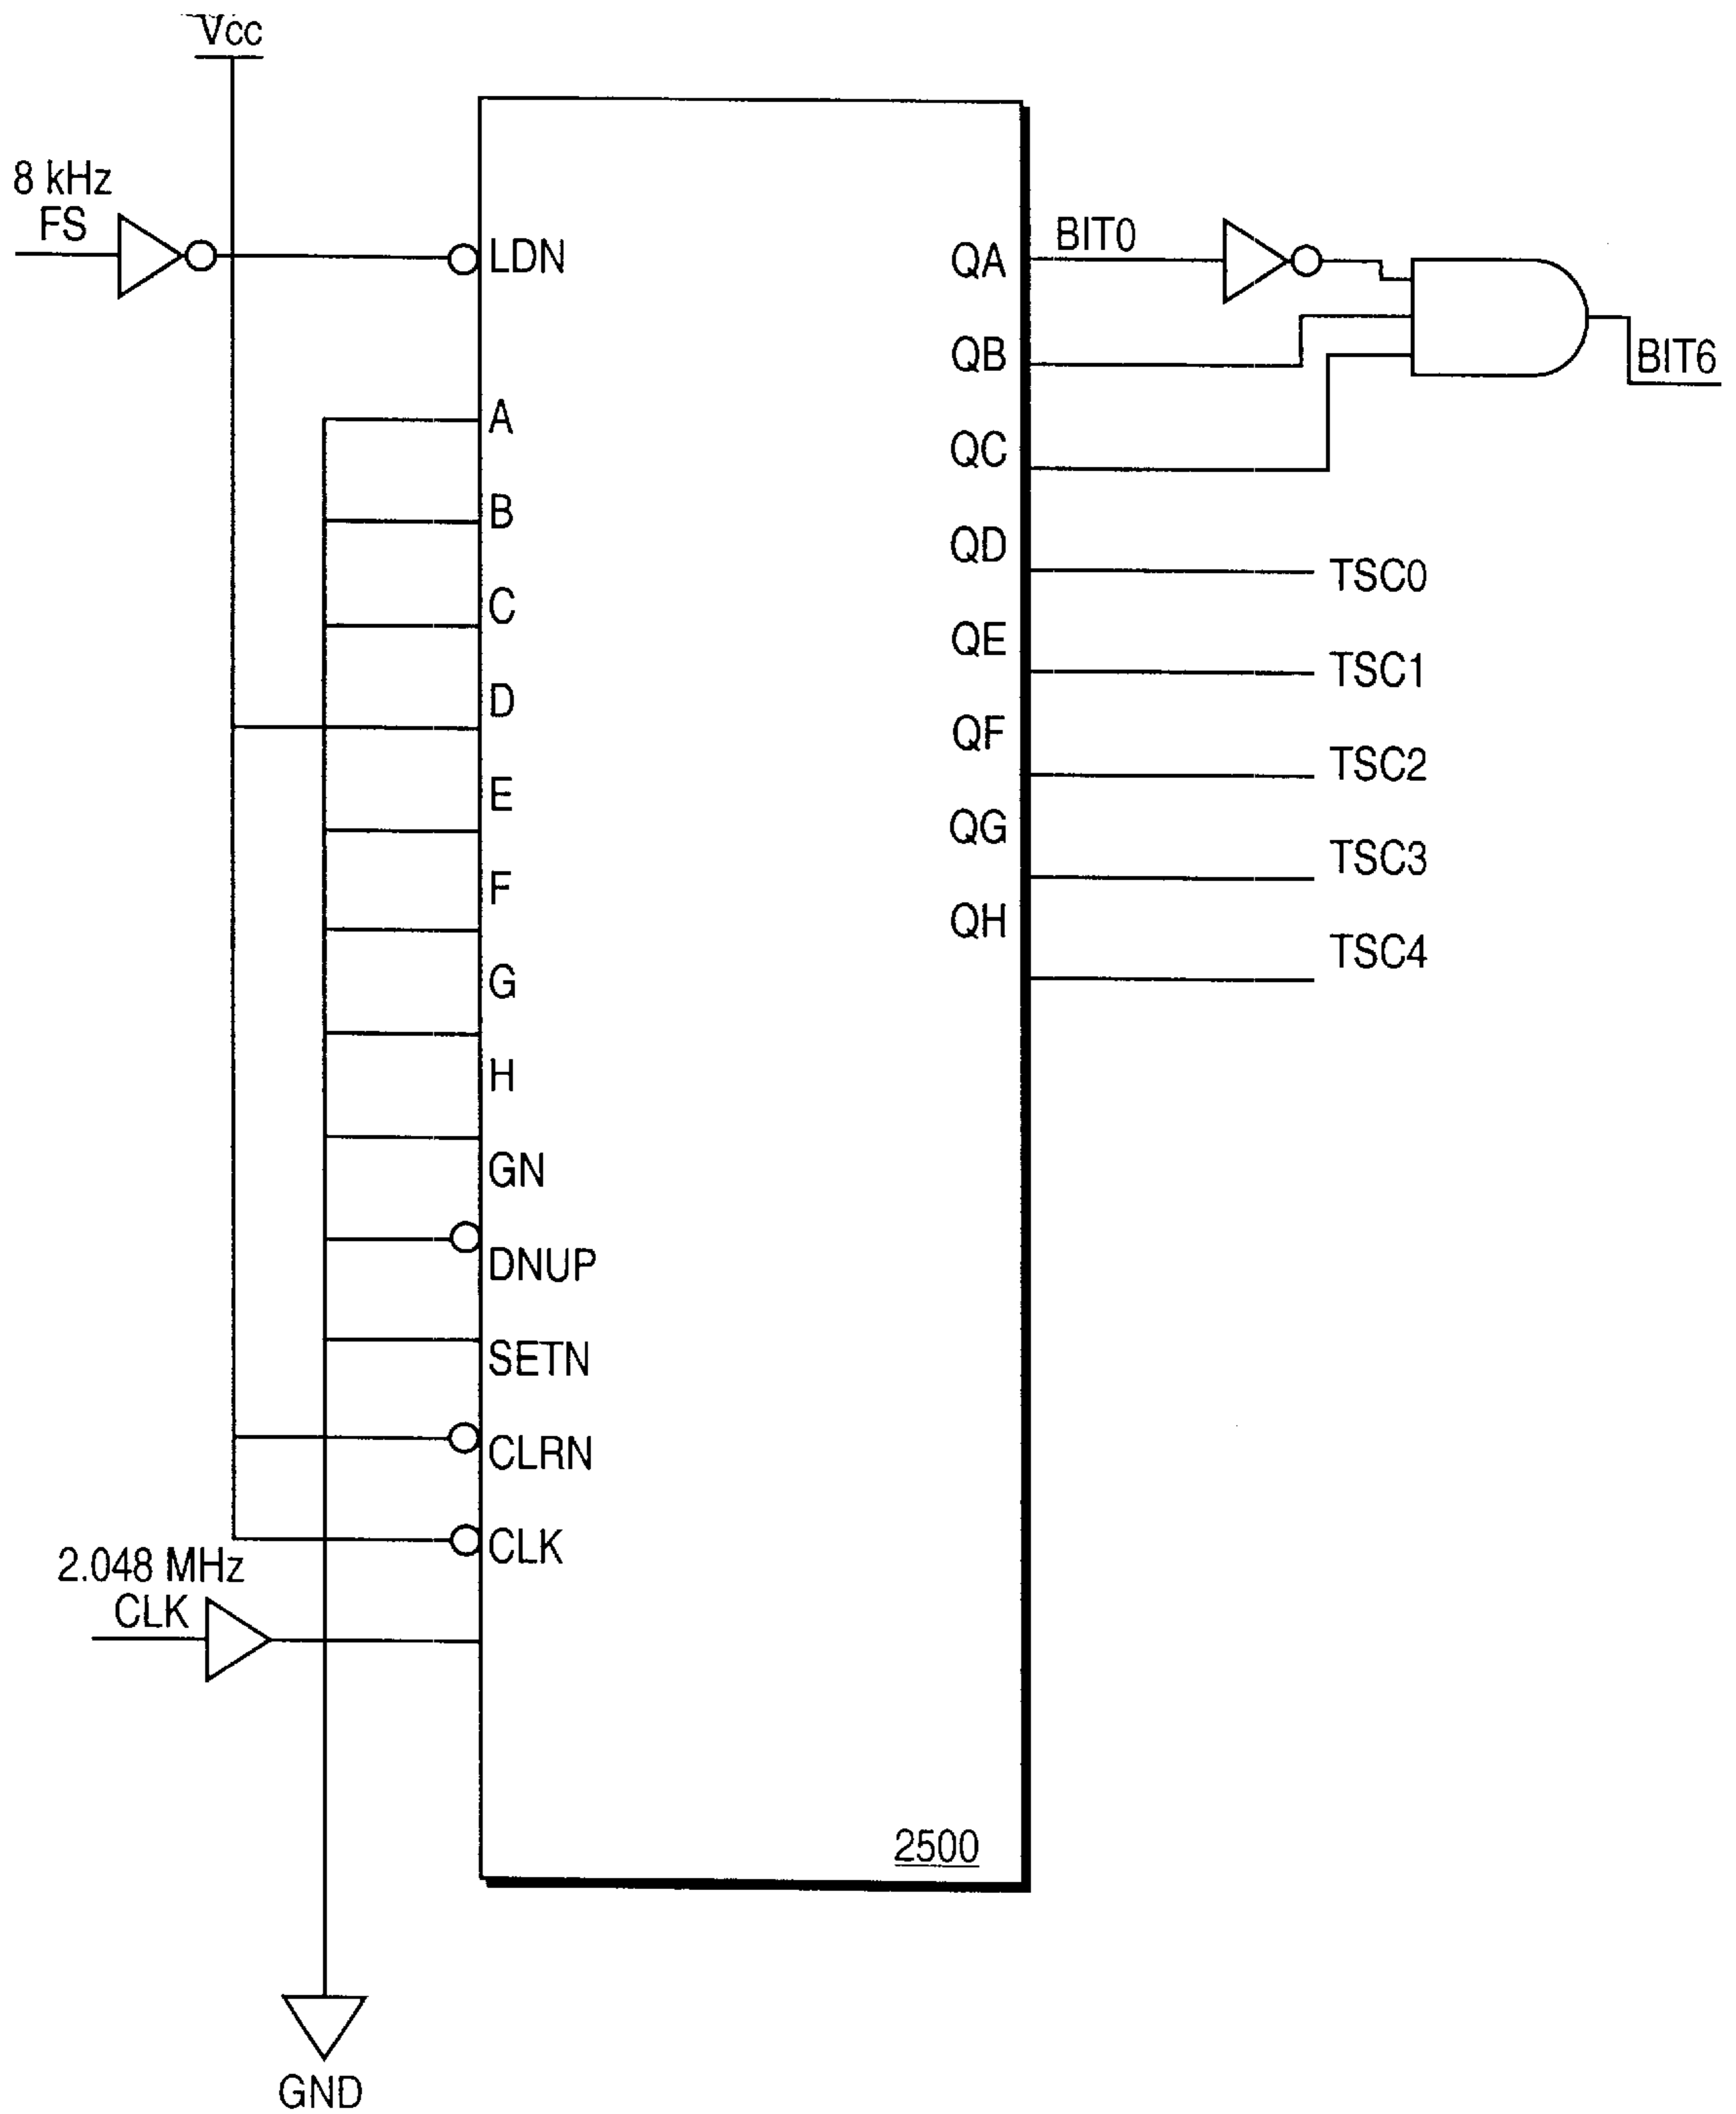 Vcc
8 kHz
FS
LDN
A
B
C
D
E
F
G
H
GN
DNUP
SETN
CLRN
CLK
2.048 MHz
CLK
GND
QA
QB
QC
QD
QE
QF
QG
QH
BIT0
BIT6
TSC0
TSC1
TSC2
TSC3
TSC4
2500